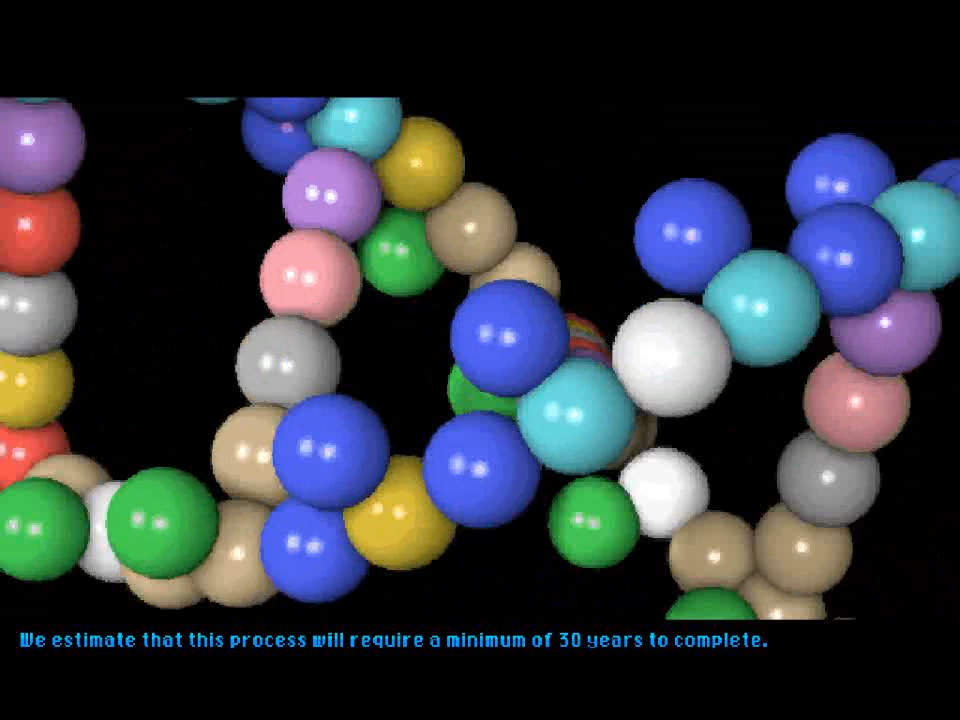 We estimate that this process will require a minimum of 30 years to complete.